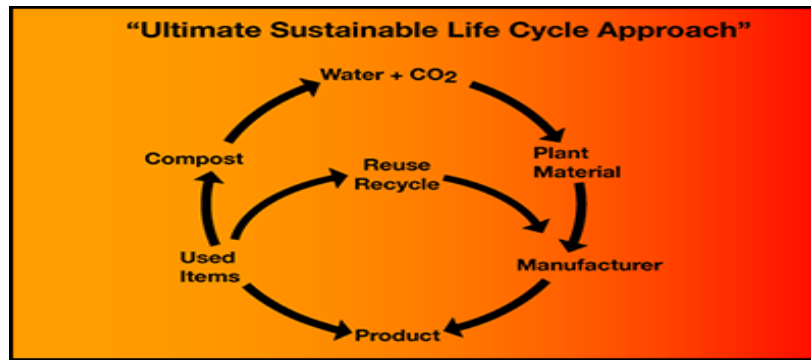 “Ultimate Sustainable Life Cycle Approach”
Water + CO2
Compost
Reuse
Recycle
Plant
Material
Used
Items
Manufacturer
Product